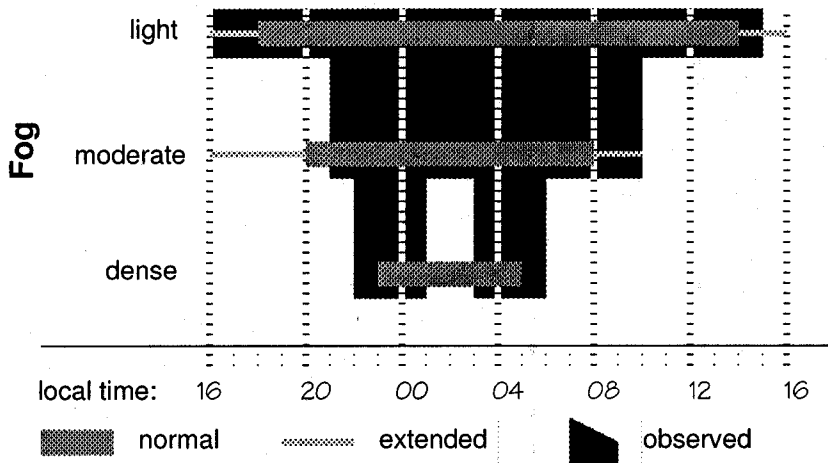 light
Fog
moderate
dense
local time: 16 20 00 04 08 12 16
normal extended observed